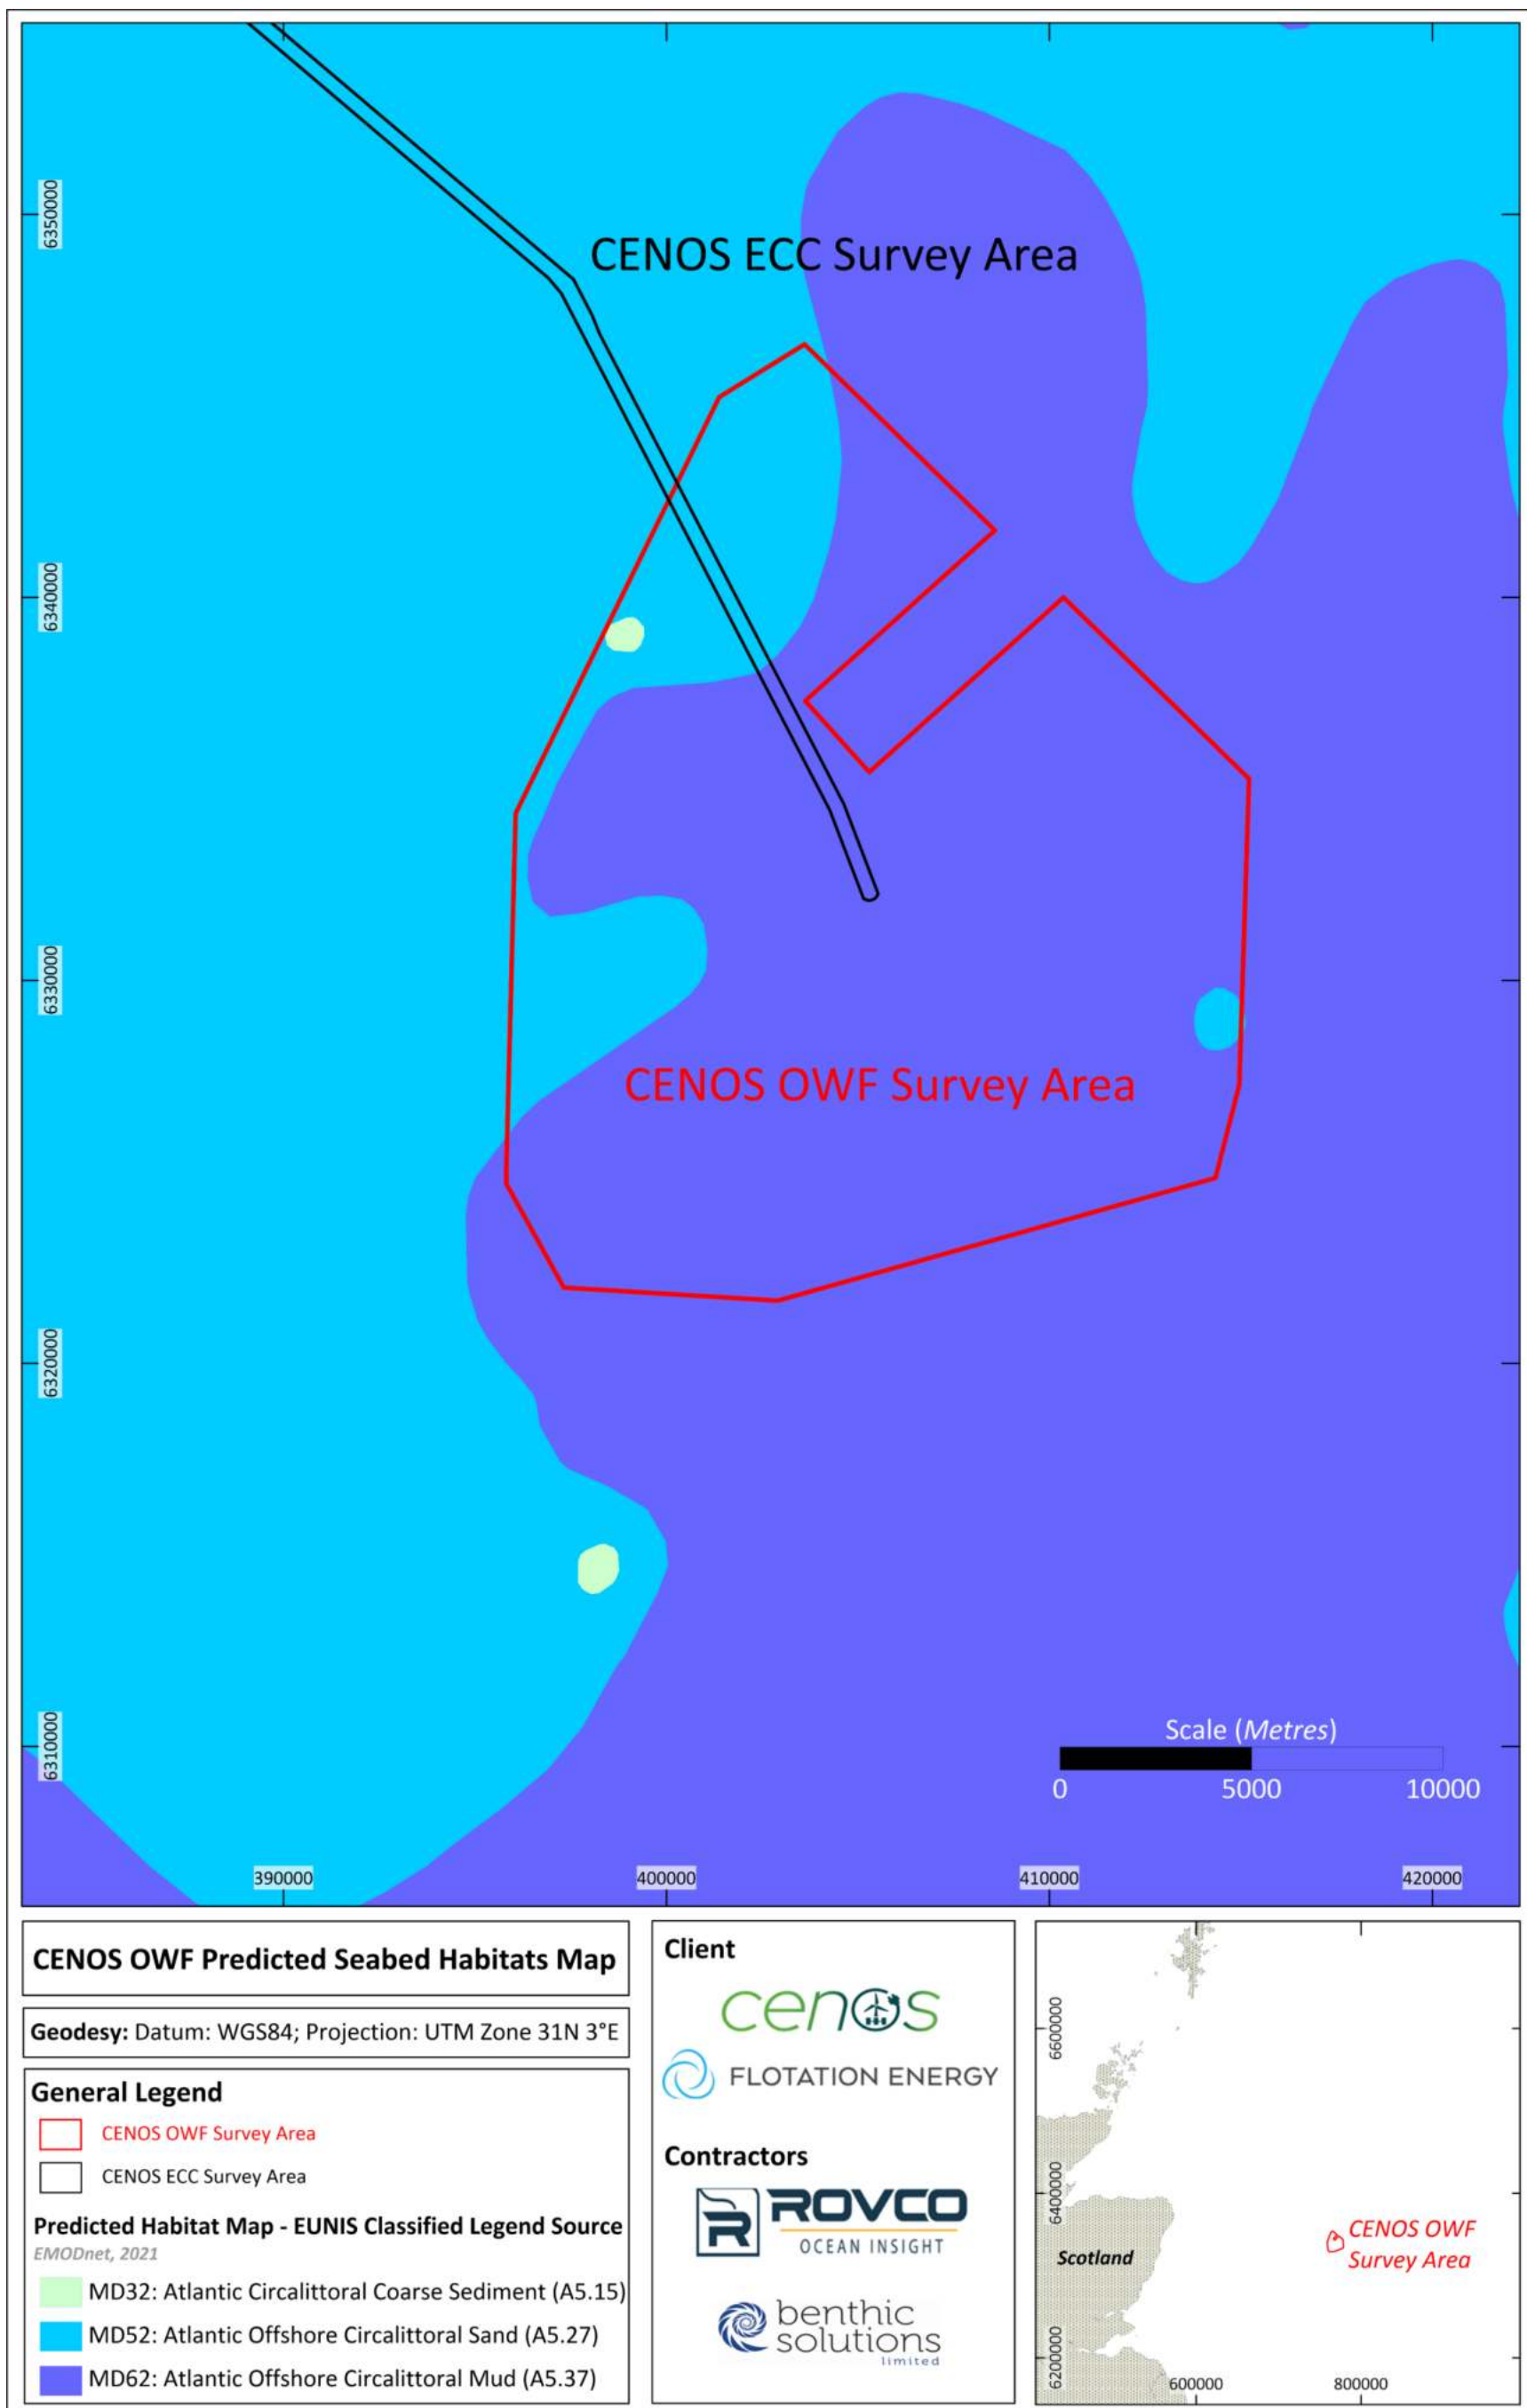 CENOS ECC Survey Area
CENOS OWF Survey Area
6350000
6340000
6330000
6320000
6310000
Scale (Metres)
0 5000 10000
390000 400000 410000 420000
CENOS OWF Predicted Seabed Habitats Map
Geodesy: Datum: WGS84; Projection: UTM Zone 31N 3°E
General Legend
CENOS OWF Survey Area
CENOS ECC Survey Area
Predicted Habitat Map - EUNIS Classified Legend Source
EMODnet, 2021
MD32: Atlantic Circalittoral Coarse Sediment (A5.15)
MD52: Atlantic Offshore Circalittoral Sand (A5.27)
MD62: Atlantic Offshore Circalittoral Mud (A5.37)
Client
cenos
FLOTATION ENERGY
Contractors
R ROVCO
OCEAN INSIGHT
benthic
solutions
limited
6600000
6400000
6200000
Scotland
CENOS OWF
Survey Area
600000 800000